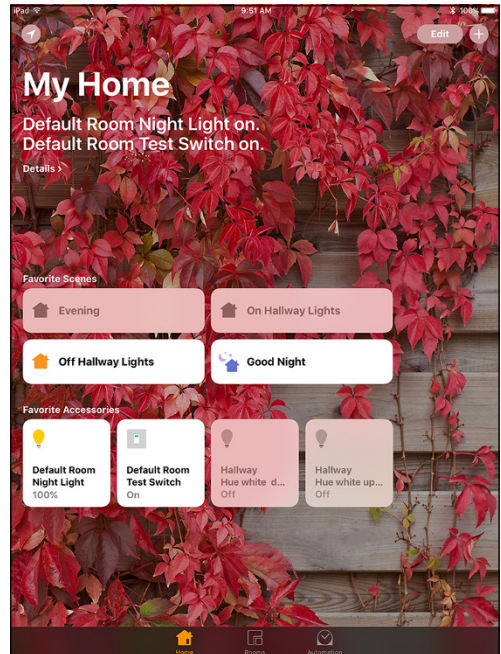 iPad 9:51 AM 100%
Edit
My Home
Default Room Night Light on.
Default Room Test Switch on.
Details >
Favorite Scenes
Evening On Hallway Lights
Off Hallway Lights Good Night
Favorite Accessories
Default Room Default Room Hallway Hallway
Night Light Test Switch Hue white d... Hue white up...
100% On Off Off
Home Rooms Automation